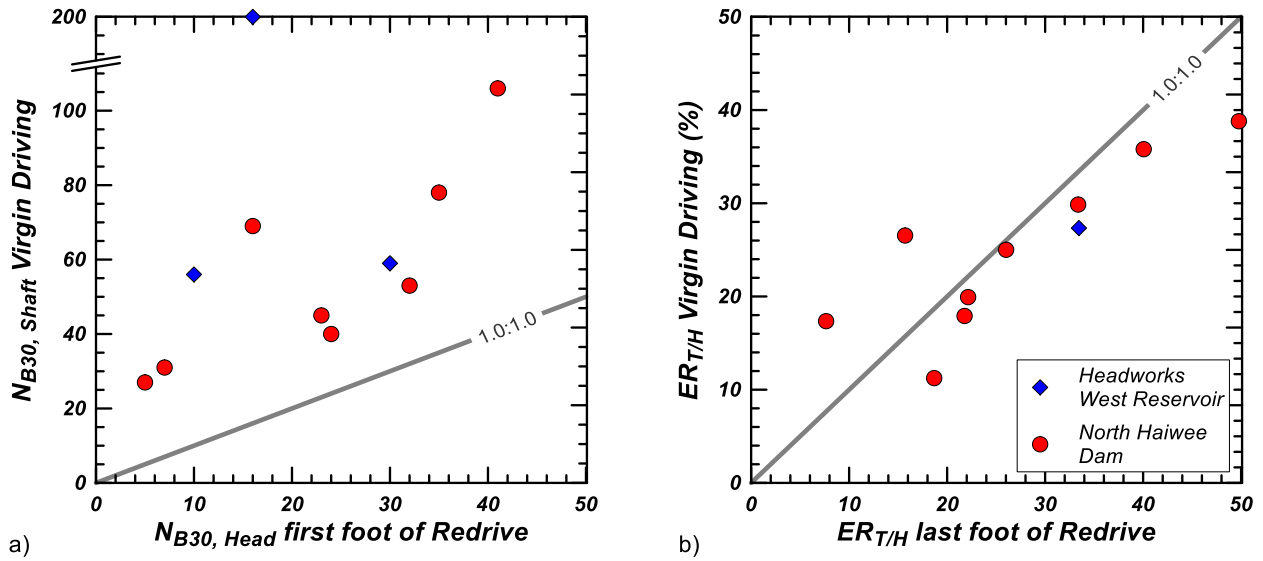 200
100
80
60
40
20
0
N_B30, Shaft Virgin Driving
1.0:1.0
0 10 20 30 40 50
N_B30, Head first foot of Redrive
a)
50
40
30
20
10
0
ER_T/H Virgin Driving (%)
1.0:1.0
Headworks
West Reservoir
North Haiwee
Dam
0 10 20 30 40 50
ER_T/H last foot of Redrive
b)